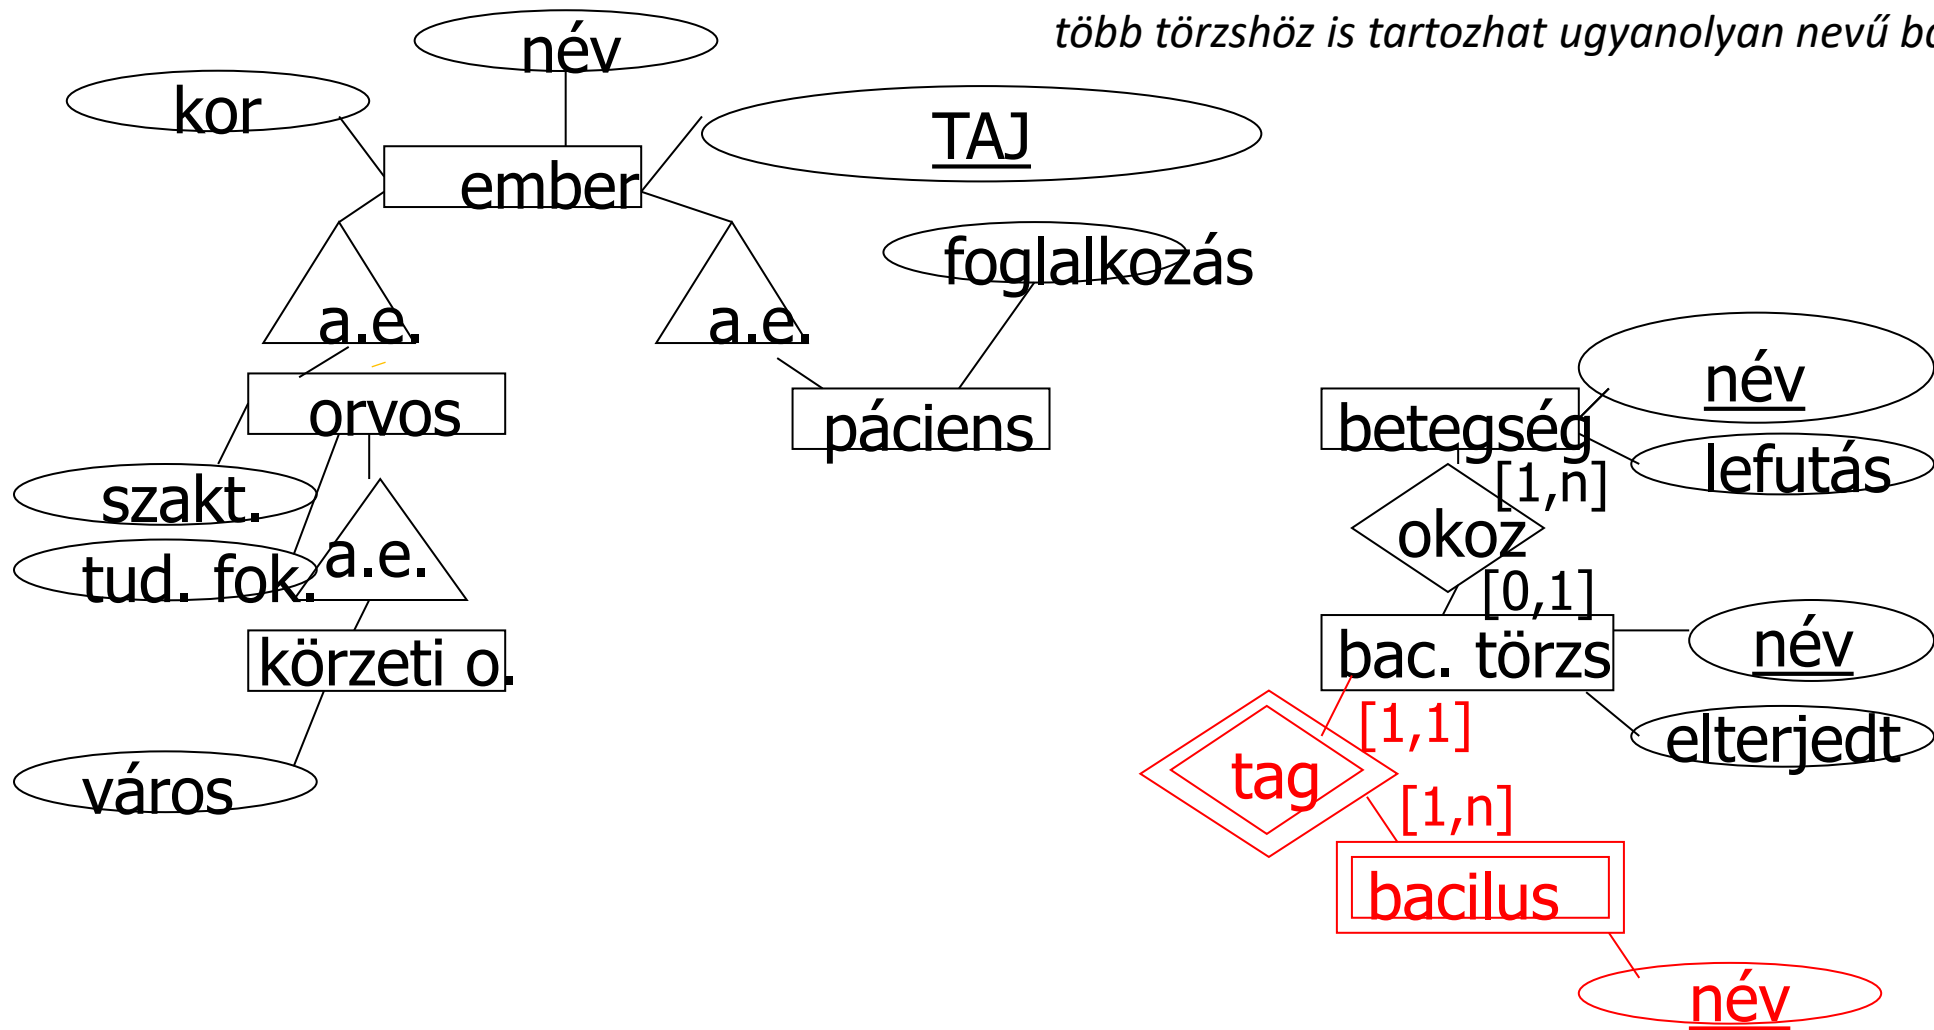 több törzshöz is tartozhat ugyanolyan nevű
név
kor
TAJ
ember
foglalkozás
a.e.
a.e.
név
orvos
páciens
betegség
lefutás
szakt.
[1,n]
okoz
a.e.
tud. fok.
[0,1]
név
körzeti o.
bac. törzs
[1,1]
elterjedt
tag
város
[1,n]
bacilus
név